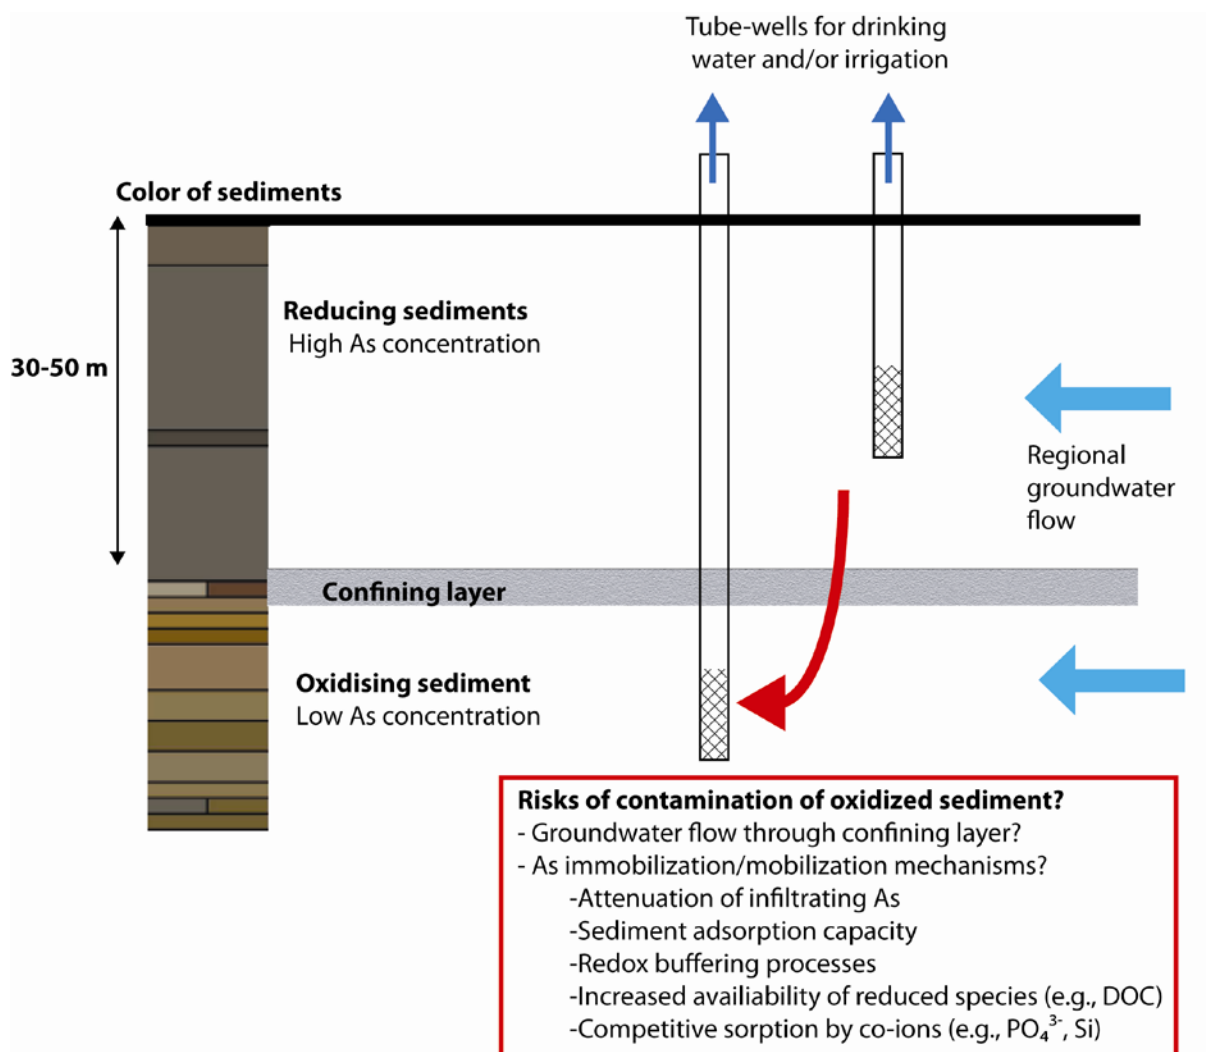 Tube-wells for drinking
water and/or irrigation
Color of sediments
Reducing sediments
High As concentration
30-50 m
Regional
groundwater
flow
Confining layer
Oxidising sediment
Low As concentration
Risks of contamination of oxidized sediment?
- Groundwater flow through confining layer?
- As immobilization/mobilization mechanisms?
-Attenuation of infiltrating As
-Sediment adsorption capacity
-Redox buffering processes
-Increased availiability of reduced species (e.g., DOC)
-Competitive sorption by co-ions (e.g., PO₄³⁻, Si)